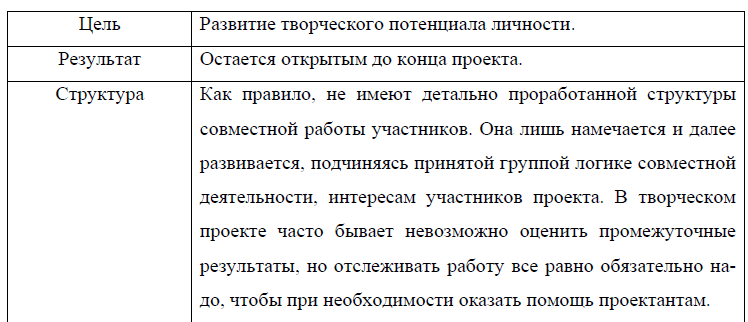 Цель Развитие творческого потенциала личности.
Результат Остается открытым до конца проекта.
Структура Как правило, не имеют детально проработанной структуры
совместной работы участников. Она лишь намечается и далее
развивается, подчиняясь принятой группой логике совместной
деятельности, интересам участников проекта. В творческом
проекте часто бывает невозможно оценить промежуточные
результаты, но отслеживать работу все равно обязательно на-
до, чтобы при необходимости оказать помощь проектантам.